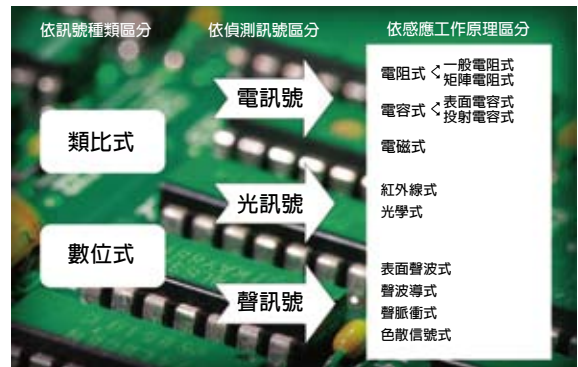 依訊號種類區分
依偵測訊號區分
依感應工作原理區分
類比式
數位式
電訊號
光訊號
聲訊號
電阻式 一般電阻式
矩陣電阻式
電容式 表面電容式
投射電容式
電磁式
紅外線式
光學式
表面聲波式
聲波導式
聲脈衝式
色散信號式